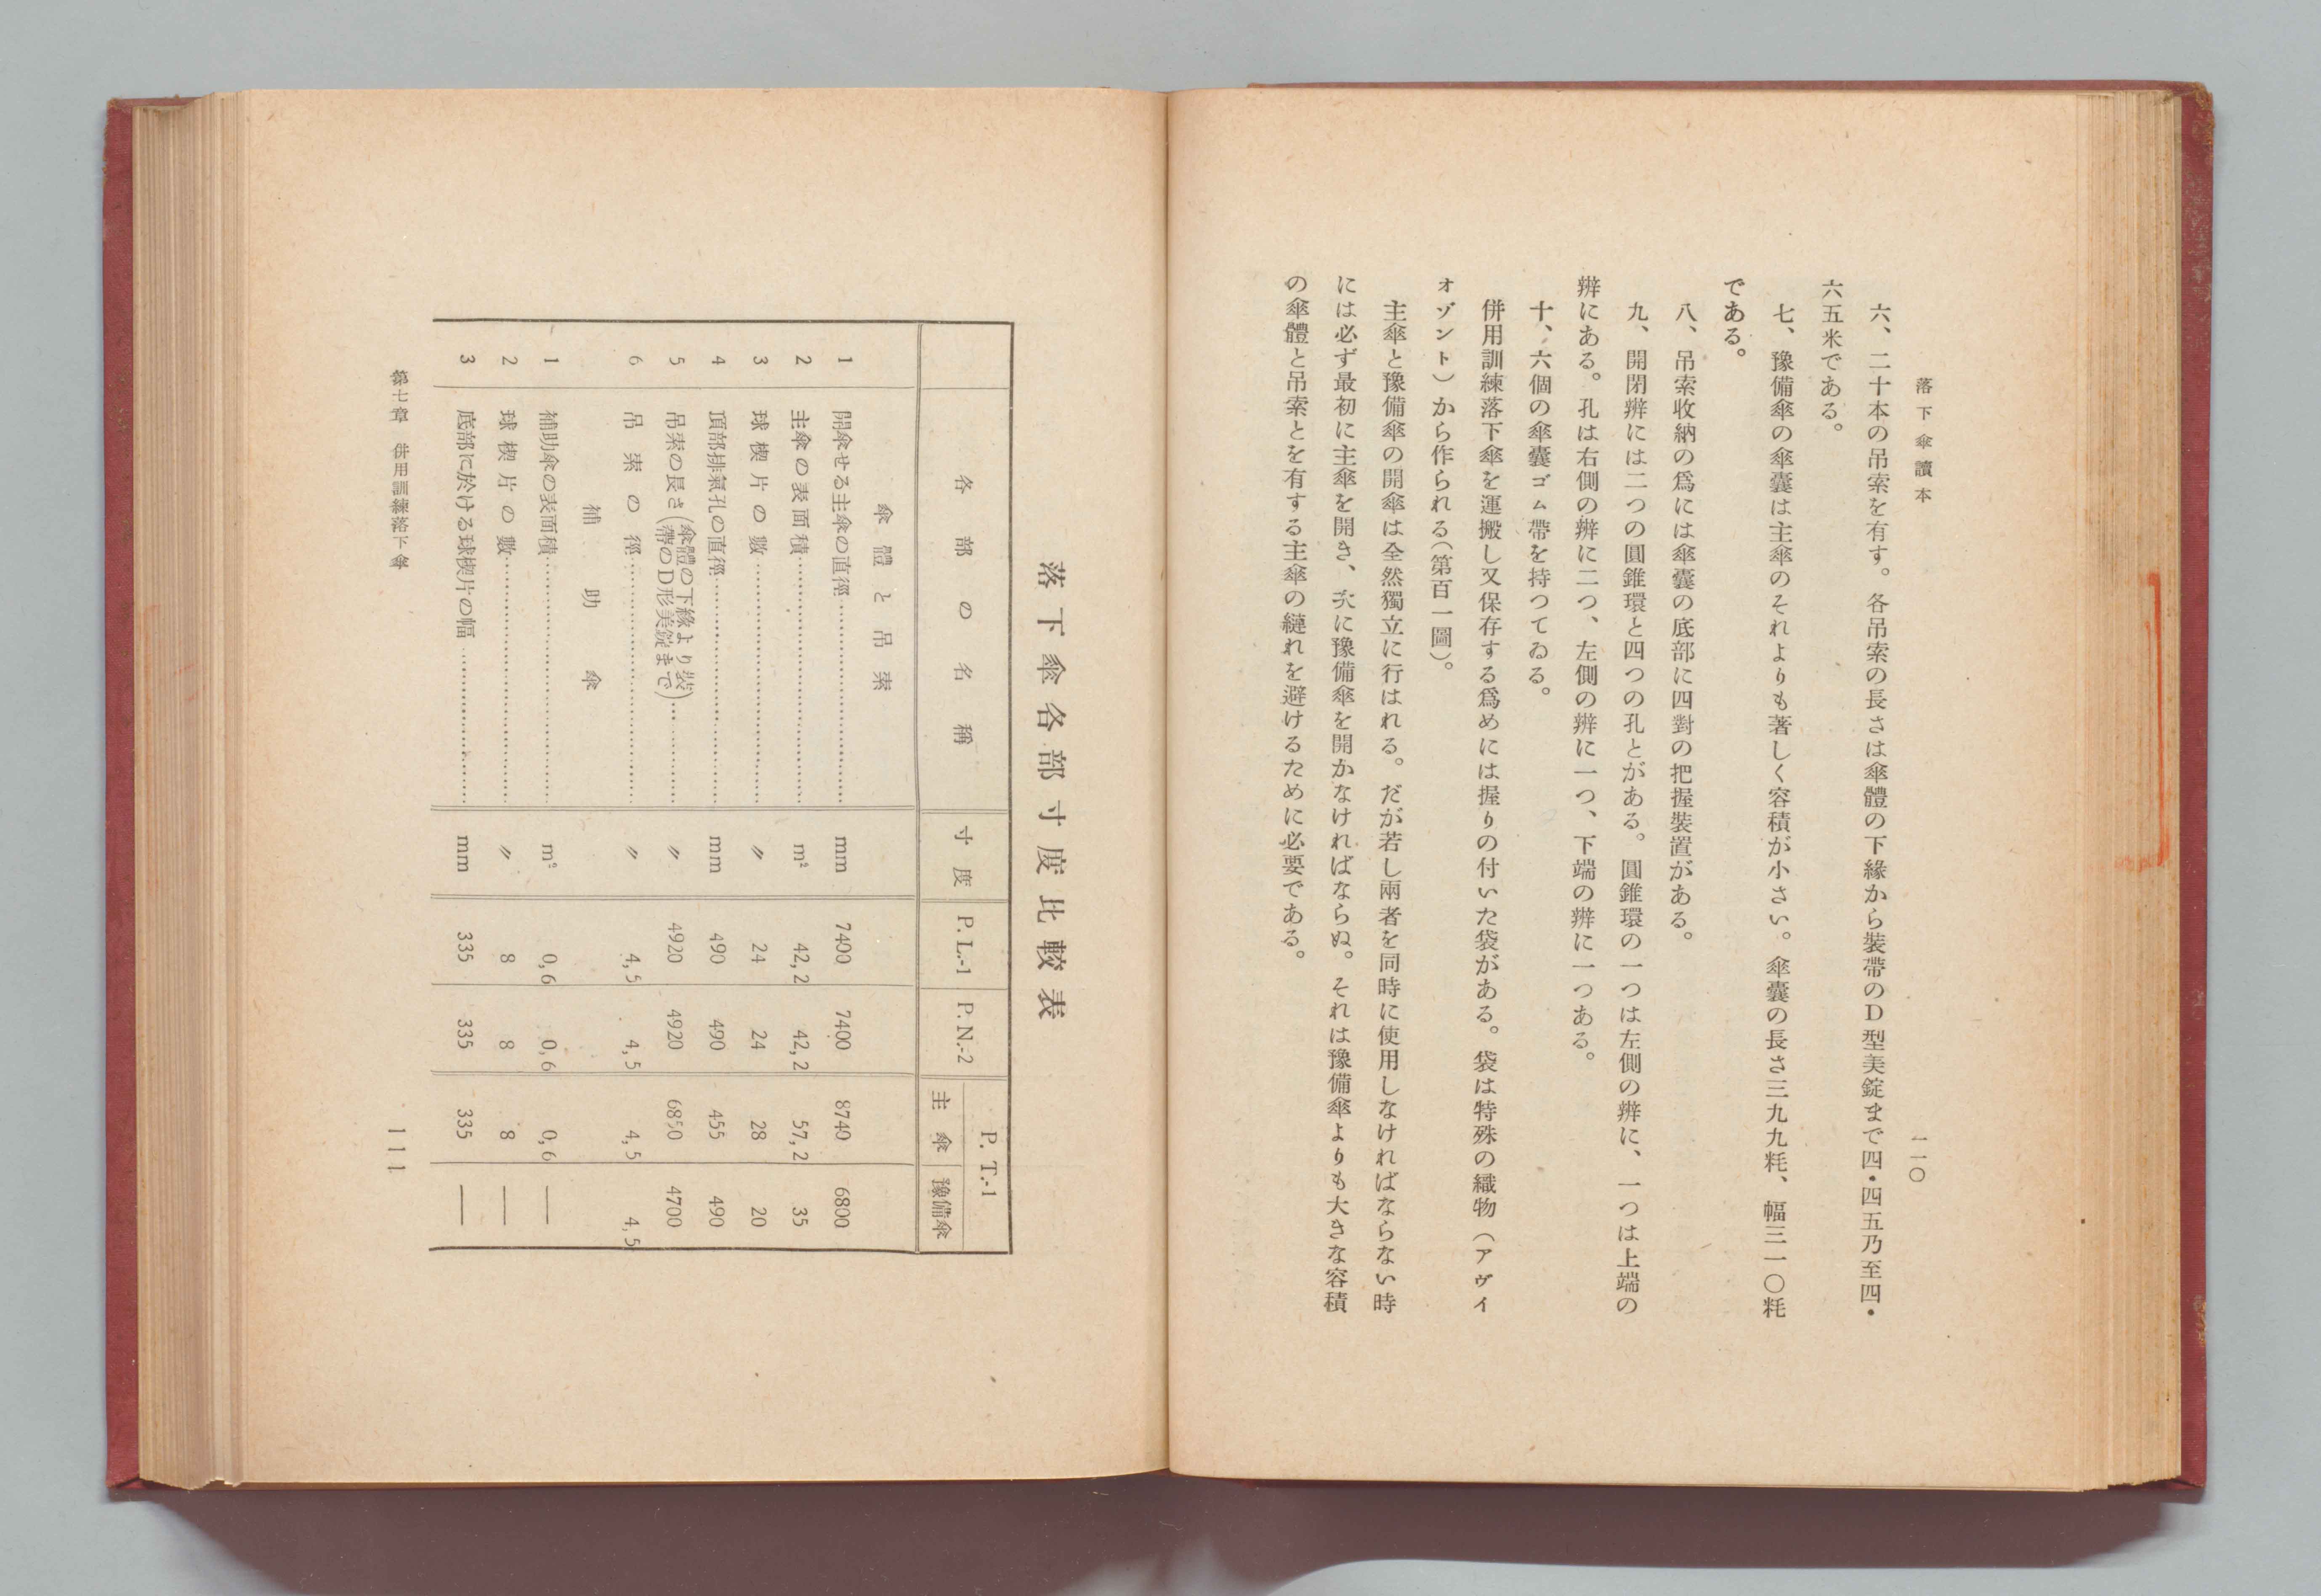 落下傘讀本
一一〇
六、二十本の吊索を有す。各吊索の長さは傘體の下緣から裝帶のD型美錠まで四・四五乃至四・
六五米である。
七、豫備傘の傘囊は主傘のそれよりも著しく容積が小さい。傘囊の長さ三九九粍、幅三一〇粍
である。
八、吊索收納の爲には傘囊の底部に四對の把握裝置がある。
九、開閉辨には二つの圓錐環と四つの孔とがある。圓錐環の一つは左側の辨に、一つは上端の
辨にある。孔は右側の辨に二つ、左側の辨に一つ、下端の辨に一つある。
十、六個の傘囊ゴム帶を持つてゐる。
併用訓練落下傘を運搬し又保存する爲めには握りの付いた袋がある。袋は特殊の織物（アヴイ
オゾント）から作られる（第百一圖）。
主傘と豫備傘の開傘は全然獨立に行はれる。だが若し兩者を同時に使用しなければならない時
には必ず最初に主傘を開き、次に豫備傘を開かなければならぬ。それは豫備傘よりも大きな容積
の傘體と吊索とを有する主傘の縺れを避けるために必要である。
落下傘各部寸度比較表
各部の名稱 寸度 P.L.-1 P.N.-2 P.T.-1
主傘 豫備傘
傘體と吊索
1 開傘せる主傘の直徑………… mm 7400 7400 8740 6800
2 主傘の表面積………… m² 42,2 42,2 57,2 35
3 球楔片の數………… 〃 24 24 28 20
4 頂部排氣孔の直徑………… mm 490 490 455 490
5 吊索の長さ(傘體の下緣より裝帶のD形美錠まで)………… 〃 4920 4920 6850 4700
6 吊索の徑………… 〃 4,5 4,5 4,5 4,5
補助傘
1 補助傘の表面積………… m² 0,6 0,6 0,6 —
2 球楔片の數………… 〃 8 8 8 —
3 底部に於ける球楔片の幅………… mm 335 335 335 —
第七章 併用訓練落下傘
111